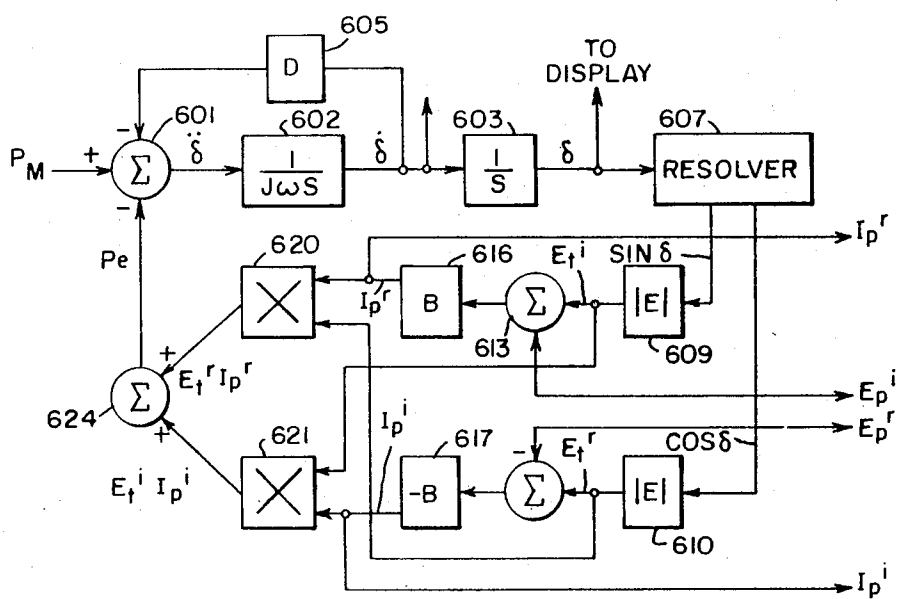 605
D
TO
DISPLAY
601
602
603
607
P_M
+
-
-
Σ
δ̈
1
JωS
δ̇
1
S
δ
RESOLVER
Pe
620
616
E_t^i
SIN δ
I_p^r
I_p^r
B
Σ
613
|E|
609
+
E_t^r I_p^r
E_p^i
624
Σ
+
621
I_p^i
617
-
E_t^r
COS δ
E_p^r
E_t^i I_p^i
-B
Σ
|E|
610
I_p^i